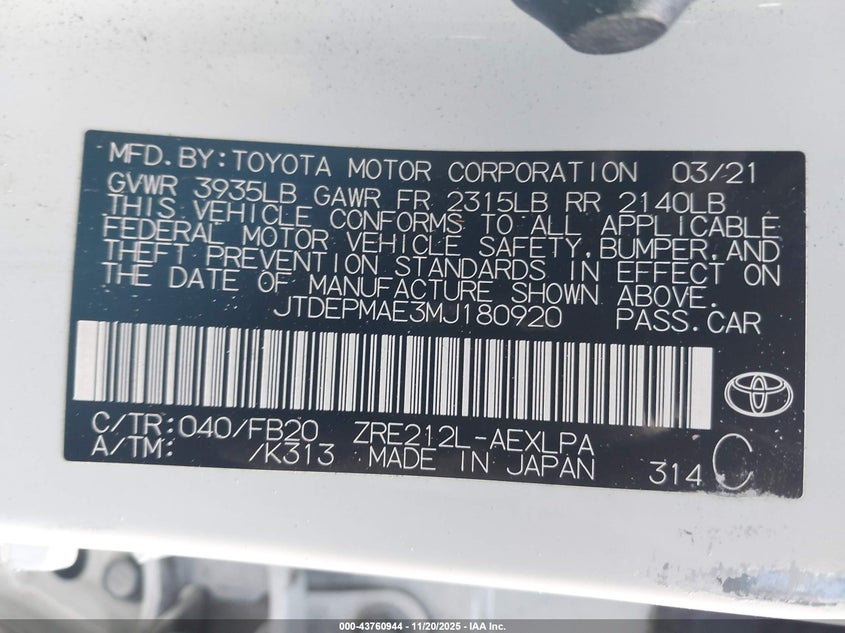 MFD.BY:TOYOTA MOTOR CORPORATION 03/21
GVWR 3935LB GAWR FR 2315LB RR 2140LB
THIS VEHICLE CONFORMS TO ALL APPLICABLE
FEDERAL MOTOR VEHICLE SAFETY,BUMPER,AND
THEFT PREVENTION STANDARDS IN EFFECT ON
THE DATE OF MANUFACTURE SHOWN ABOVE.
JTDEPMAE3MJ180920 PASS.CAR
C/TR:040/FB20 ZRE212L-AEXLPA
A/TM: /K313 MADE IN JAPAN 314 C
000-43760944 - 11/20/2025 - IAA Inc.